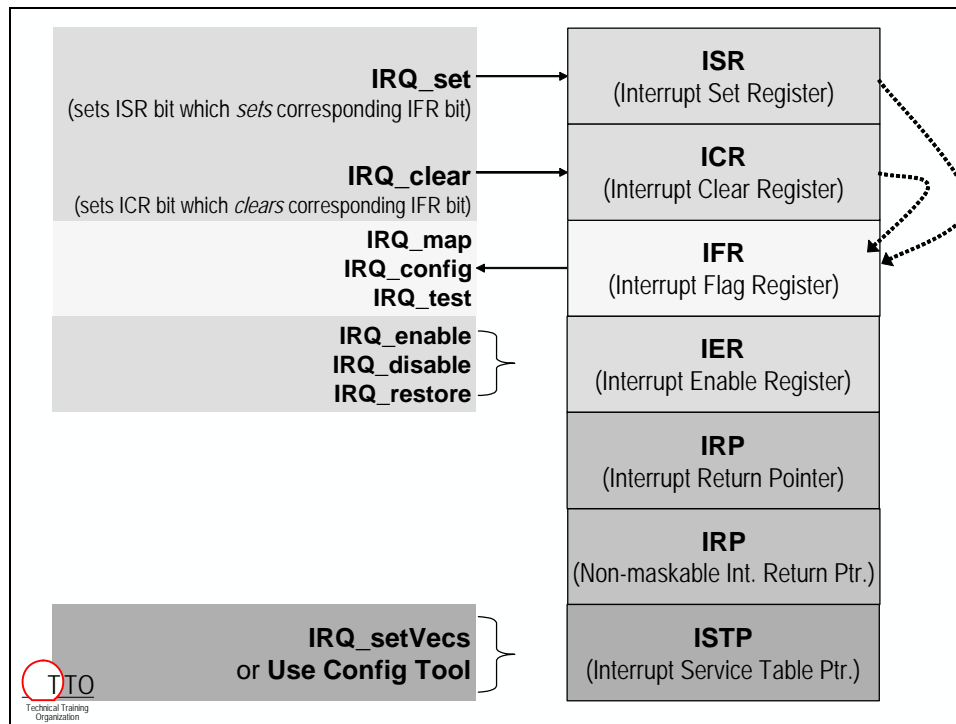 IRQ_set
(sets ISR bit which sets corresponding IFR bit)
IRQ_clear
(sets ICR bit which clears corresponding IFR bit)
IRQ_map
IRQ_config
IRQ_test
IRQ_enable
IRQ_disable
IRQ_restore
IRQ_setVecs
or Use Config Tool
ISR
(Interrupt Set Register)
ICR
(Interrupt Clear Register)
IFR
(Interrupt Flag Register)
IER
(Interrupt Enable Register)
IRP
(Interrupt Return Pointer)
IRP
(Non-maskable Int. Return Ptr.)
ISTP
(Interrupt Service Table Ptr.)
TTO
Technical Training
Organization